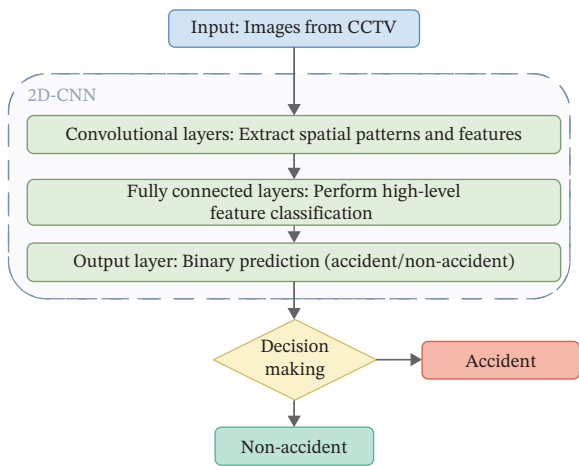 Input: Images from CCTV
2D-CNN
Convolutional layers: Extract spatial patterns and features
Fully connected layers: Perform high-level
feature classification
Output layer: Binary prediction (accident/non-accident)
Decision
making
Accident
Non-accident